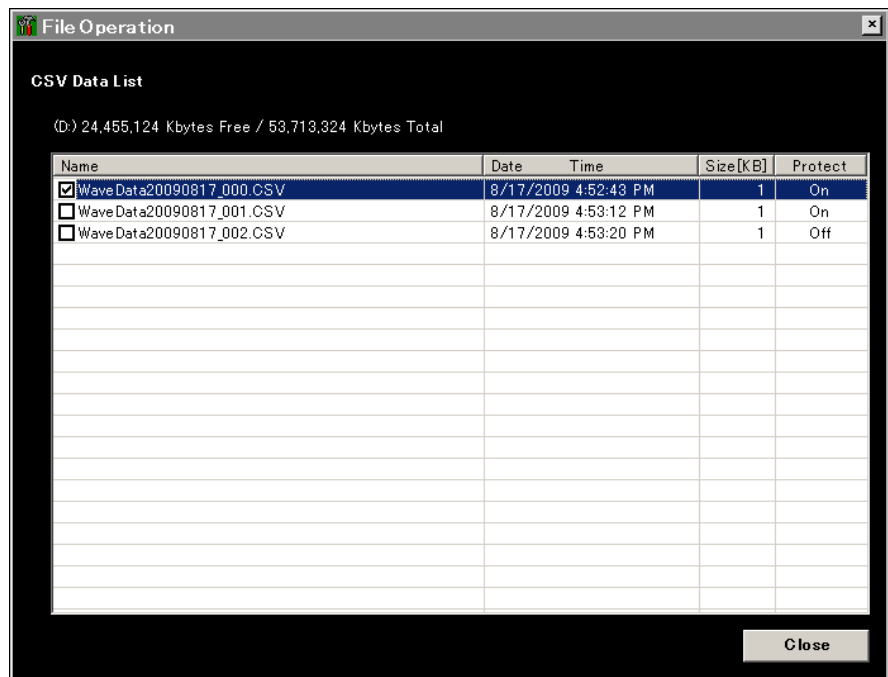 File Operation
CSV Data List
(D:) 24,455,124 Kbytes Free / 53,713,324 Kbytes Total
Name Date Time Size[KB] Protect
WaveData20090817_000.CSV 8/17/2009 4:52:43 PM 1 On
WaveData20090817_001.CSV 8/17/2009 4:53:12 PM 1 On
WaveData20090817_002.CSV 8/17/2009 4:53:20 PM 1 Off
Close